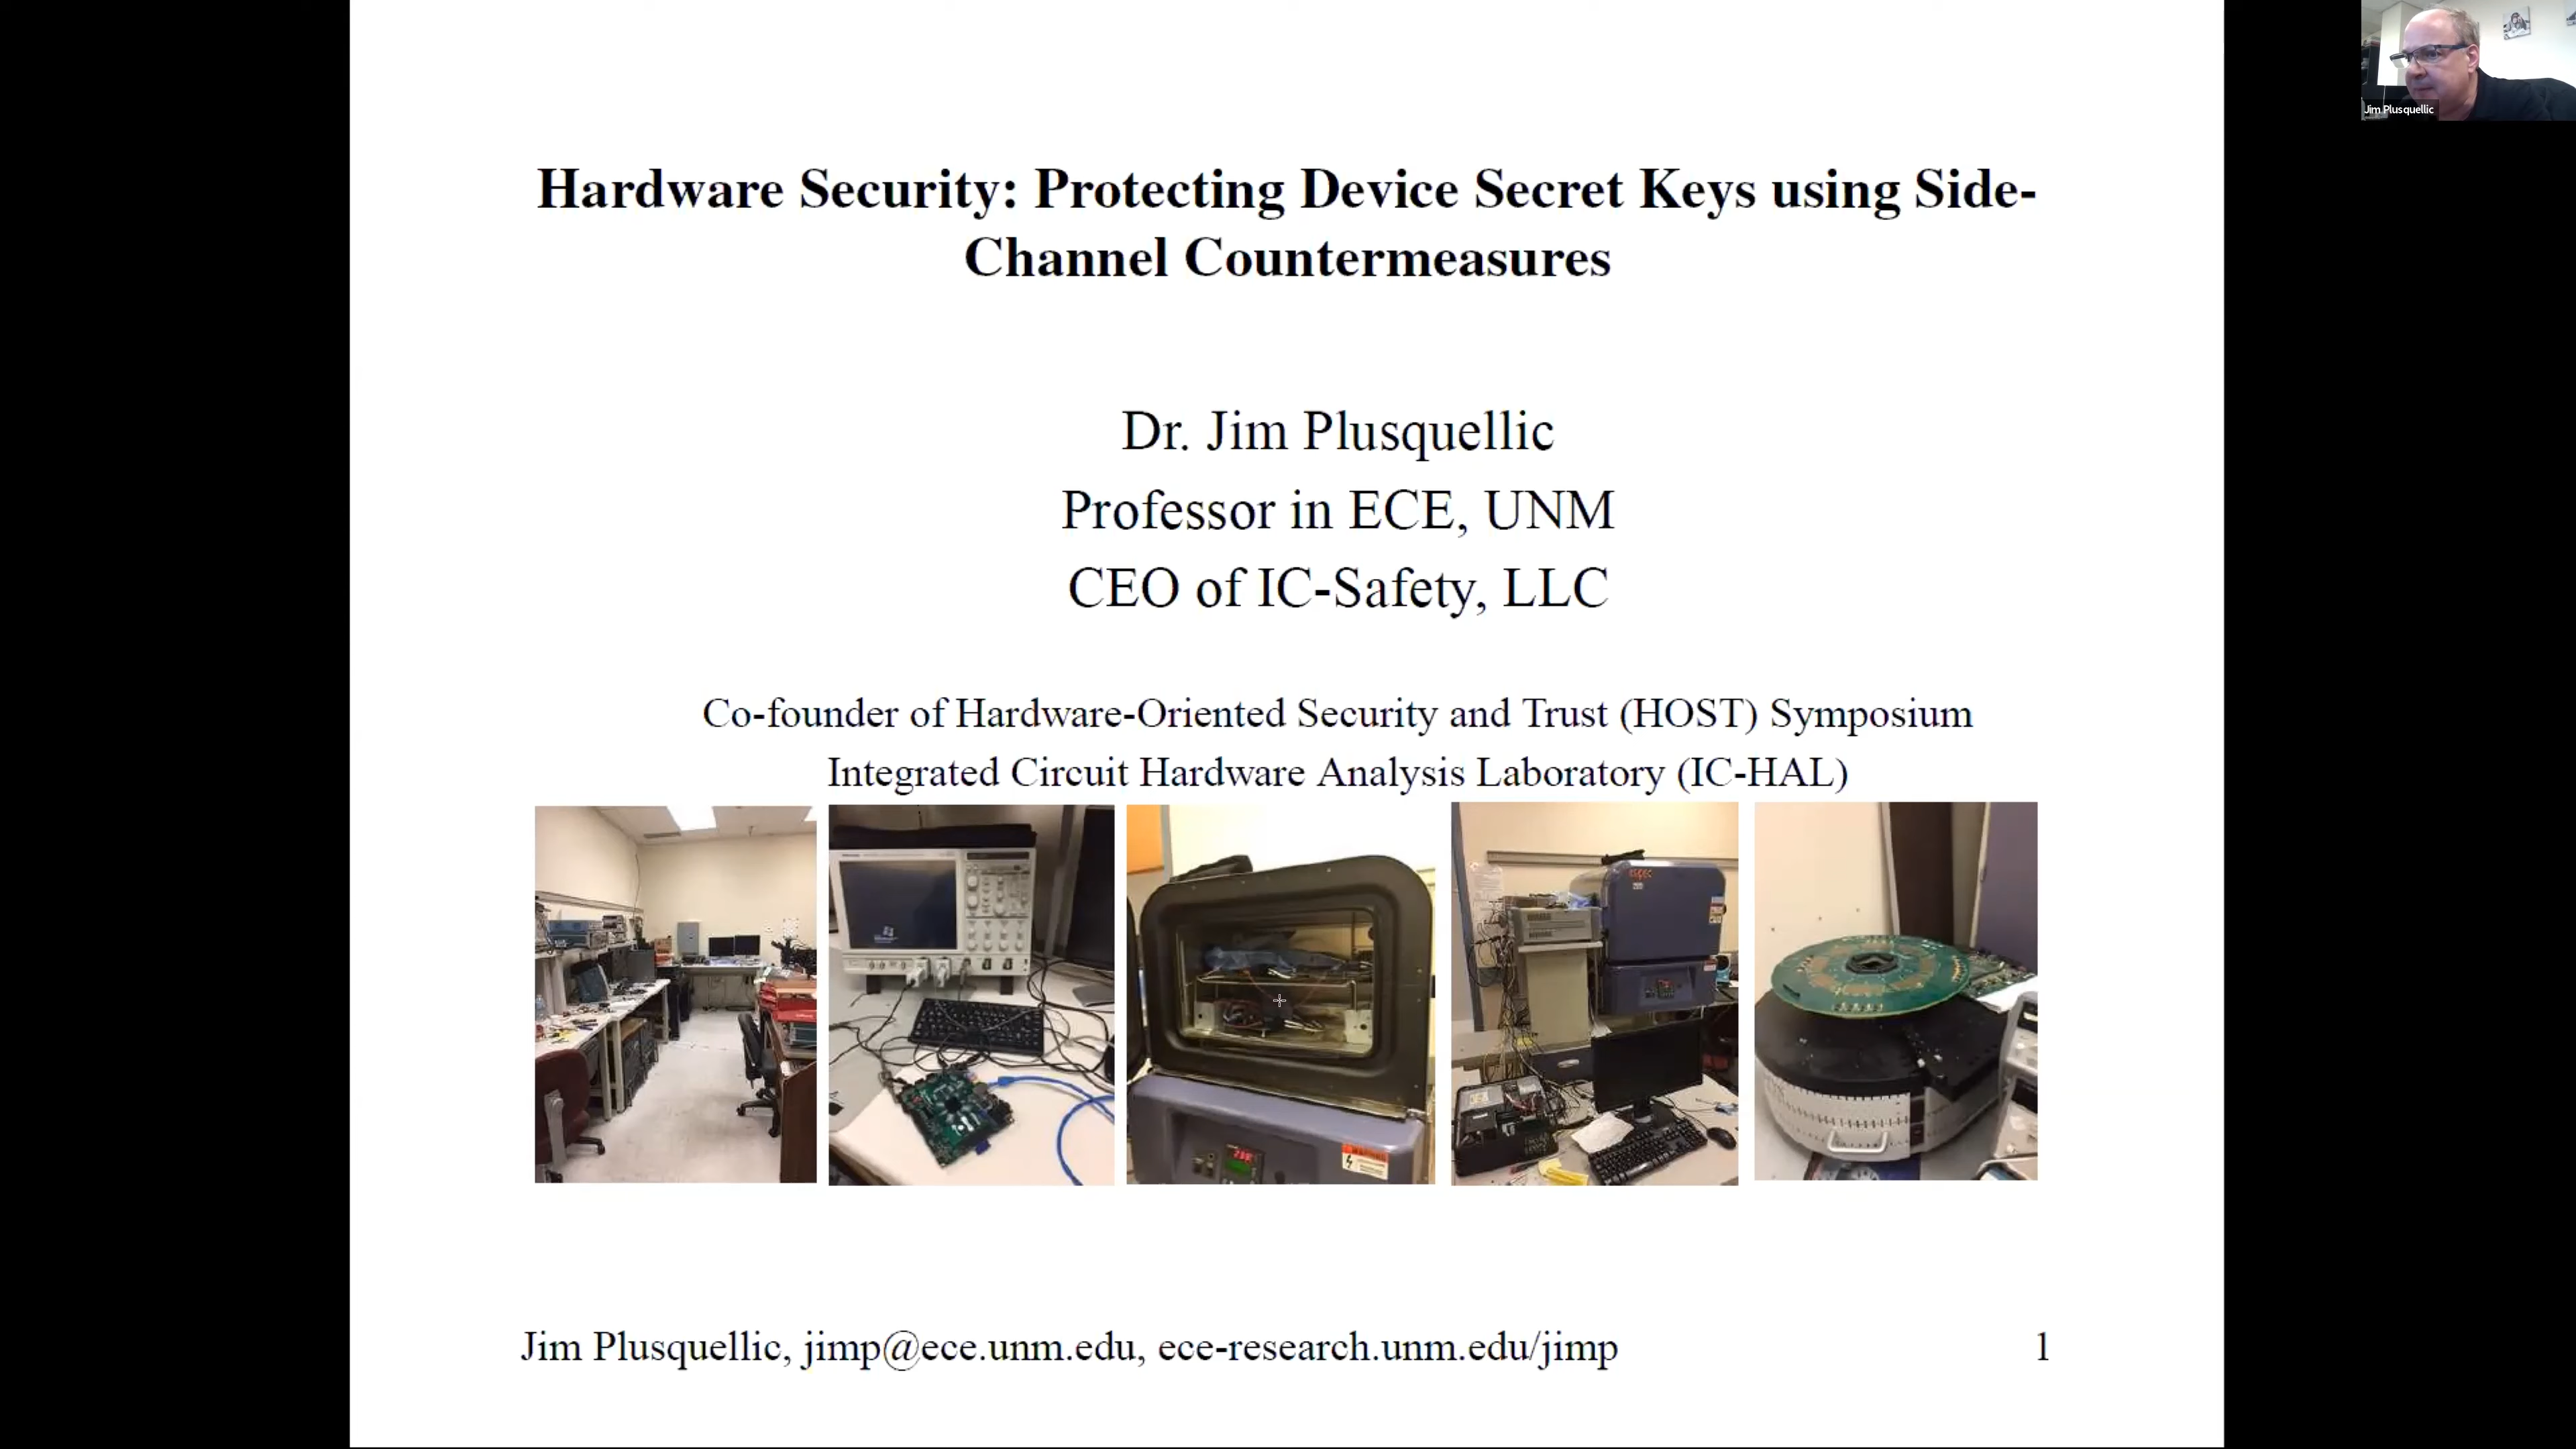 Jim Plusquellic
Hardware Security: Protecting Device Secret Keys using Side-
Channel Countermeasures
Dr. Jim Plusquellic
Professor in ECE, UNM
CEO of IC-Safety, LLC
Co-founder of Hardware-Oriented Security and Trust (HOST) Symposium
Integrated Circuit Hardware Analysis Laboratory (IC-HAL)
espec
Jim Plusquellic, jimp@ece.unm.edu, ece-research.unm.edu/jimp
1